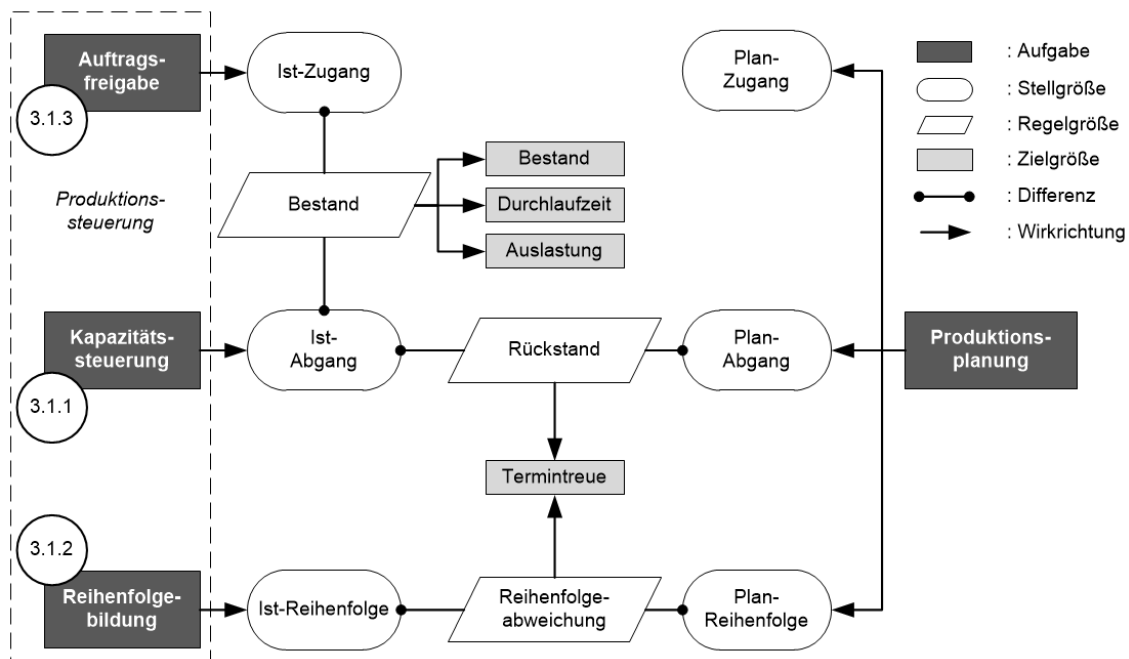 Auftrags-
freigabe
3.1.3
Ist-Zugang
Plan-
Zugang
: Aufgabe
: Stellgröße
: Regelgröße
: Zielgröße
: Differenz
: Wirkrichtung
Produktions-
steuerung
Bestand
Bestand
Durchlaufzeit
Auslastung
Kapazitäts-
steuerung
3.1.1
Ist-
Abgang
Rückstand
Plan-
Abgang
Produktions-
planung
Termintreue
3.1.2
Reihenfolge-
bildung
Ist-Reihenfolge
Reihenfolge-
abweichung
Plan-
Reihenfolge